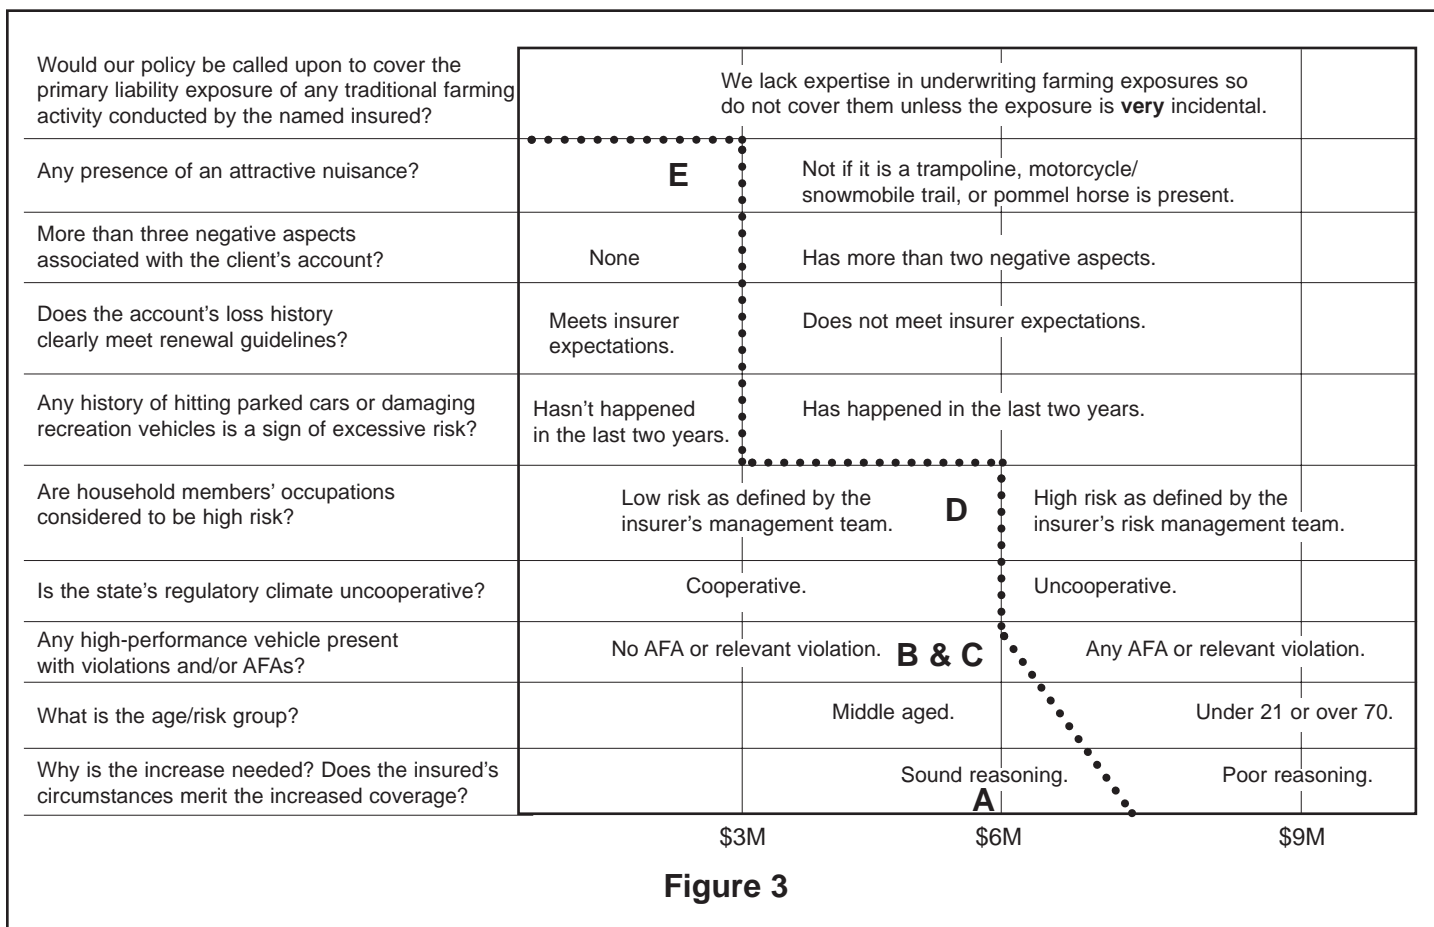 Would our policy be called upon to cover the
primary liability exposure of any traditional farming
activity conducted by the named insured?
We lack expertise in underwriting farming exposures so
do not cover them unless the exposure is very incidental.
Any presence of an attractive nuisance?
E
Not if it is a trampoline, motorcycle/
snowmobile trail, or pommel horse is present.
More than three negative aspects
associated with the client's account?
None
Has more than two negative aspects.
Does the account's loss history
clearly meet renewal guidelines?
Meets insurer
expectations.
Does not meet insurer expectations.
Any history of hitting parked cars or damaging
recreation vehicles is a sign of excessive risk?
Hasn't happened
in the last two years.
Has happened in the last two years.
Are household members' occupations
considered to be high risk?
Low risk as defined by the
insurer's management team.
D
High risk as defined by the
insurer's risk management team.
Is the state's regulatory climate uncooperative?
Cooperative.
Uncooperative.
Any high-performance vehicle present
with violations and/or AFAs?
No AFA or relevant violation.
B & C
Any AFA or relevant violation.
What is the age/risk group?
Middle aged.
Under 21 or over 70.
Why is the increase needed? Does the insured's
circumstances merit the increased coverage?
Sound reasoning.
A
Poor reasoning.
$3M
$6M
$9M
Figure 3